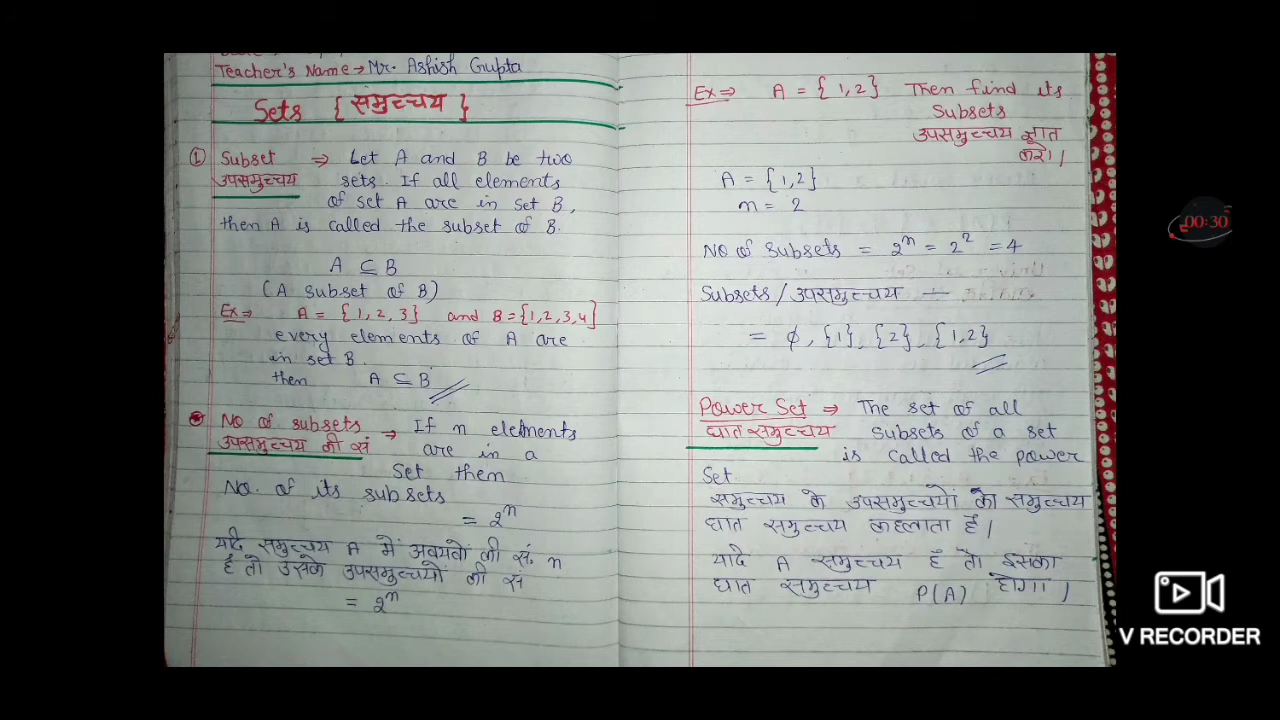 Teacher's Name → Mr. Ashish Gupta
Sets {समुच्चय}
① Subset ⇒ Let A and B be two
उपसमुच्चय sets. If all elements
of set A are in set B,
then A is called the subset of B.
A ⊆ B
(A subset of B)
Ex⇒ A = {1, 2, 3} and B = {1, 2, 3, 4}
every elements of A are
in set B.
then A ⊆ B
No of subsets → If n elements
उपसमुच्चय की सं are in a
Set them
No. of its subsets
= 2ⁿ
यदि समुच्चय A में अवयवों की सं. n
है तो उसके उपसमुच्चयों की सं
= 2ⁿ
Ex ⇒ A = {1, 2} Then find its
Subsets
उपसमुच्चय ज्ञात
करो।
A = {1, 2}
n = 2
No of subsets = 2ⁿ = 2² = 4
Subsets / उपसमुच्चय
= ϕ, {1}, {2}, {1, 2}
Power Set ⇒ The set of all
घात समुच्चय subsets of a set
is called the power
Set
समुच्चय के उपसमुच्चयों को समुच्चय
घात समुच्चय कहलाता है।
यदि A समुच्चय है तो इसका
घात समुच्चय P(A) होगा।
00:30
V RECORDER